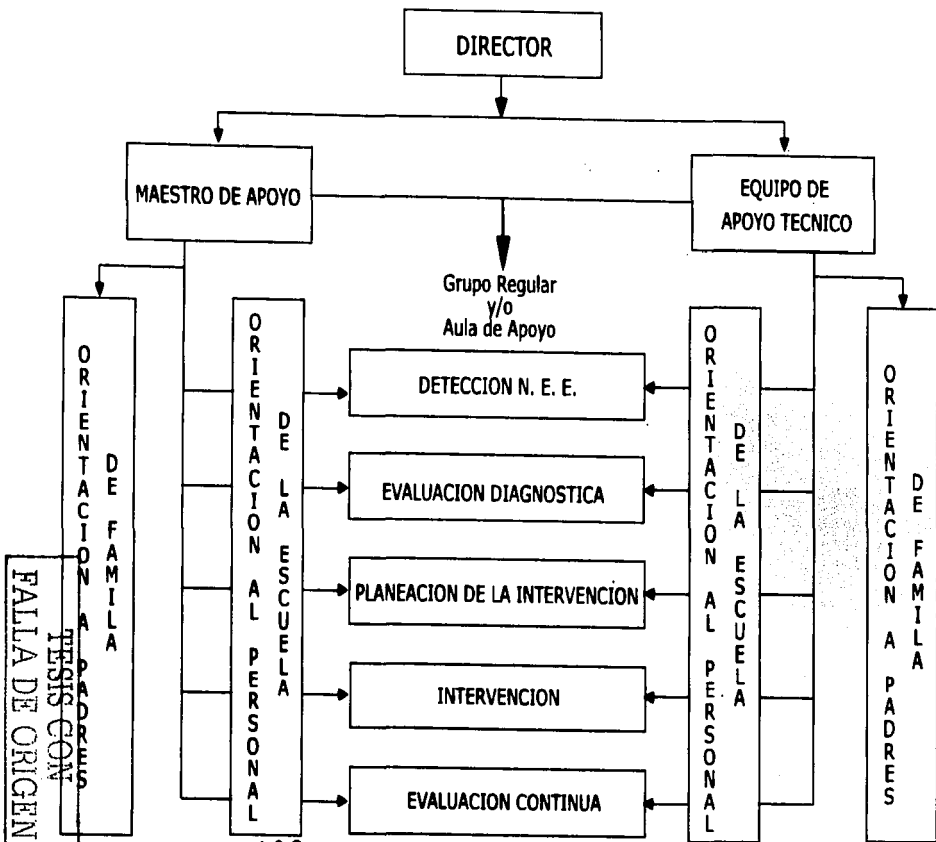 DIRECTOR
MAESTRO DE APOYO
EQUIPO DE
APOYO TECNICO
Grupo Regular
y/o
Aula de Apoyo
ORIENTACION A PADRES
DE FAMILA
ORIENTACION AL PERSONAL
DE LA ESCUELA
DETECCION N. E. E.
EVALUACION DIAGNOSTICA
PLANEACION DE LA INTERVENCION
INTERVENCION
EVALUACION CONTINUA
ORIENTACION AL PERSONAL
DE LA ESCUELA
ORIENTACION A PADRES
DE FAMILA
TESIS CON
FALLA DE ORIGEN